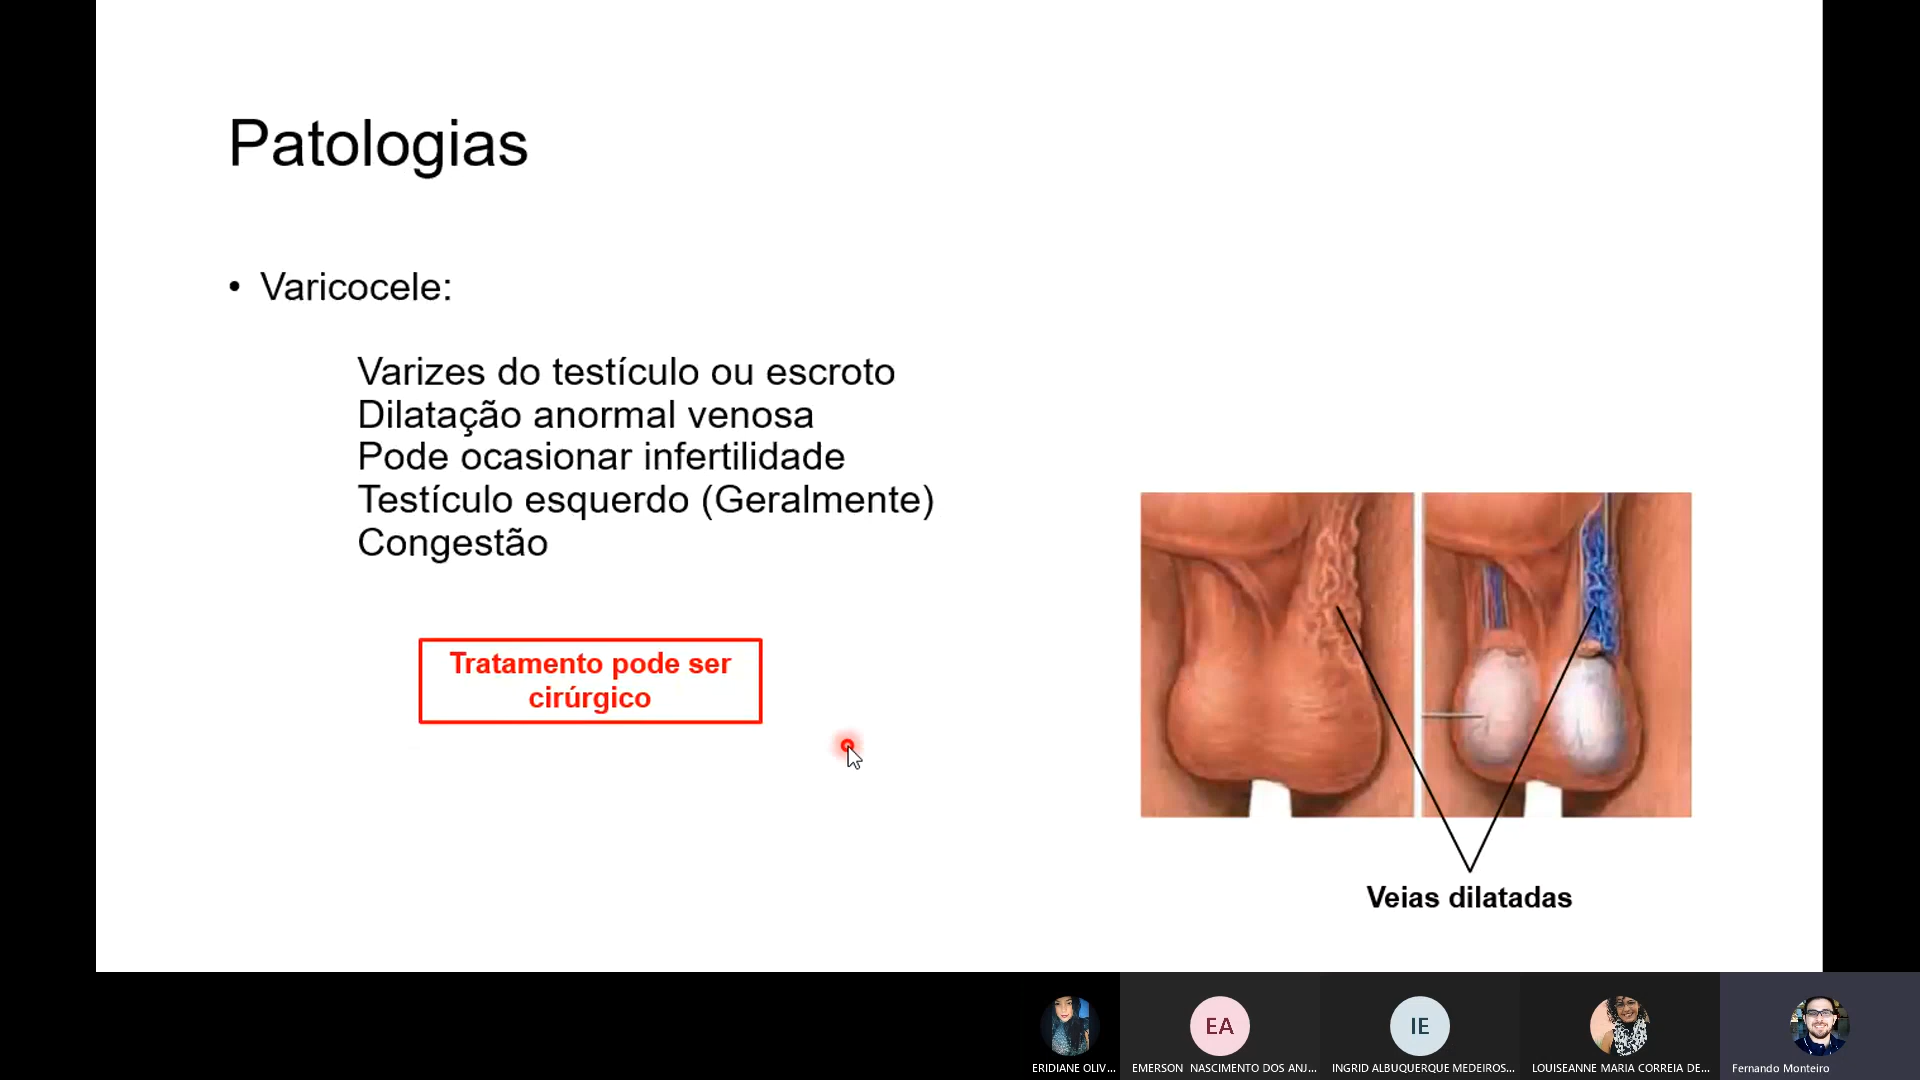 Patologias
• Varicocele:
Varizes do testículo ou escroto
Dilatação anormal venosa
Pode ocasionar infertilidade
Testículo esquerdo (Geralmente)
Congestão
Tratamento pode ser
cirúrgico
Veias dilatadas
EA
IE
ERIDIANE OLIV...
EMERSON NASCIMENTO DOS ANJ...
INGRID ALBUQUERQUE MEDEIROS...
LOUISEANNE MARIA CORREIA DE...
Fernando Monteiro